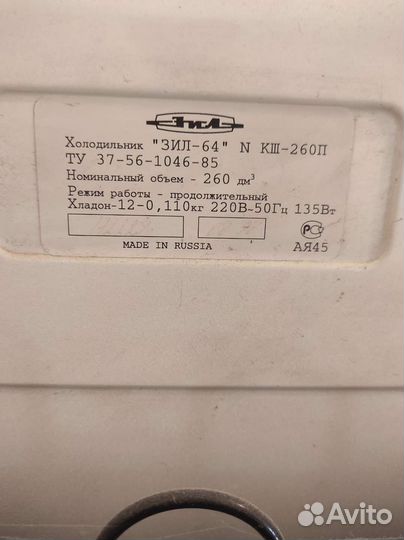 ЗИЛ
Холодильник "ЗИЛ-64" N КШ-260П
ТУ 37-56-1046-85
Номинальный объем - 260 дм³
Режим работы - продолжительный
Хладон-12-0,110кг 220В~50Гц 135Вт
MADE IN RUSSIA
АЯ45
Avito